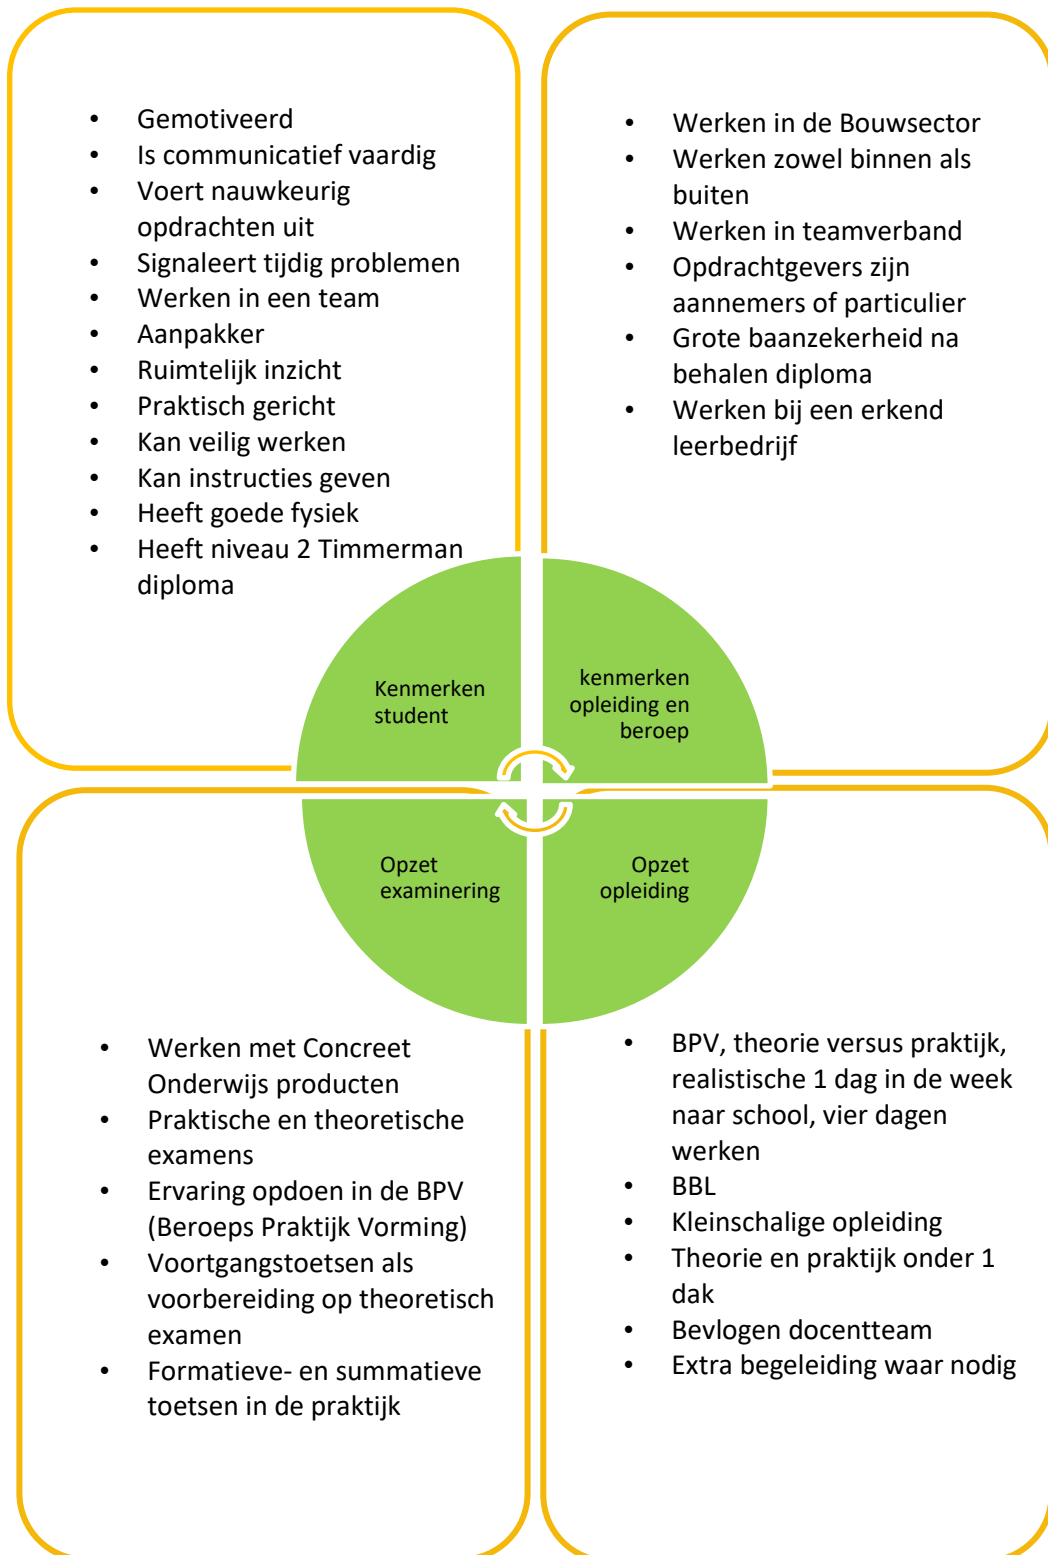 • Gemotiveerd
• Is communicatief vaardig
• Voert nauwkeurig
opdrachten uit
• Signaleert tijdig problemen
• Werken in een team
• Aanpakker
• Ruimtelijk inzicht
• Praktisch gericht
• Kan veilig werken
• Kan instructies geven
• Heeft goede fysiek
• Heeft niveau 2 Timmerman
diploma
• Werken in de Bouwsector
• Werken zowel binnen als
buiten
• Werken in teamverband
• Opdrachtgevers zijn
aannemers of particulier
• Grote baanzekerheid na
behalen diploma
• Werken bij een erkend
leerbedrijf
Kenmerken
student
kenmerken
opleiding en
beroep
Opzet
examinering
Opzet
opleiding
• Werken met Concreet
Onderwijs producten
• Praktische en theoretische
examens
• Ervaring opdoen in de BPV
(Beroeps Praktijk Vorming)
• Voortgangstoetsen als
voorbereiding op theoretisch
examen
• Formatieve- en summatieve
toetsen in de praktijk
• BPV, theorie versus praktijk,
realistische 1 dag in de week
naar school, vier dagen
werken
• BBL
• Kleinschalige opleiding
• Theorie en praktijk onder 1
dak
• Bevlogen docentteam
• Extra begeleiding waar nodig